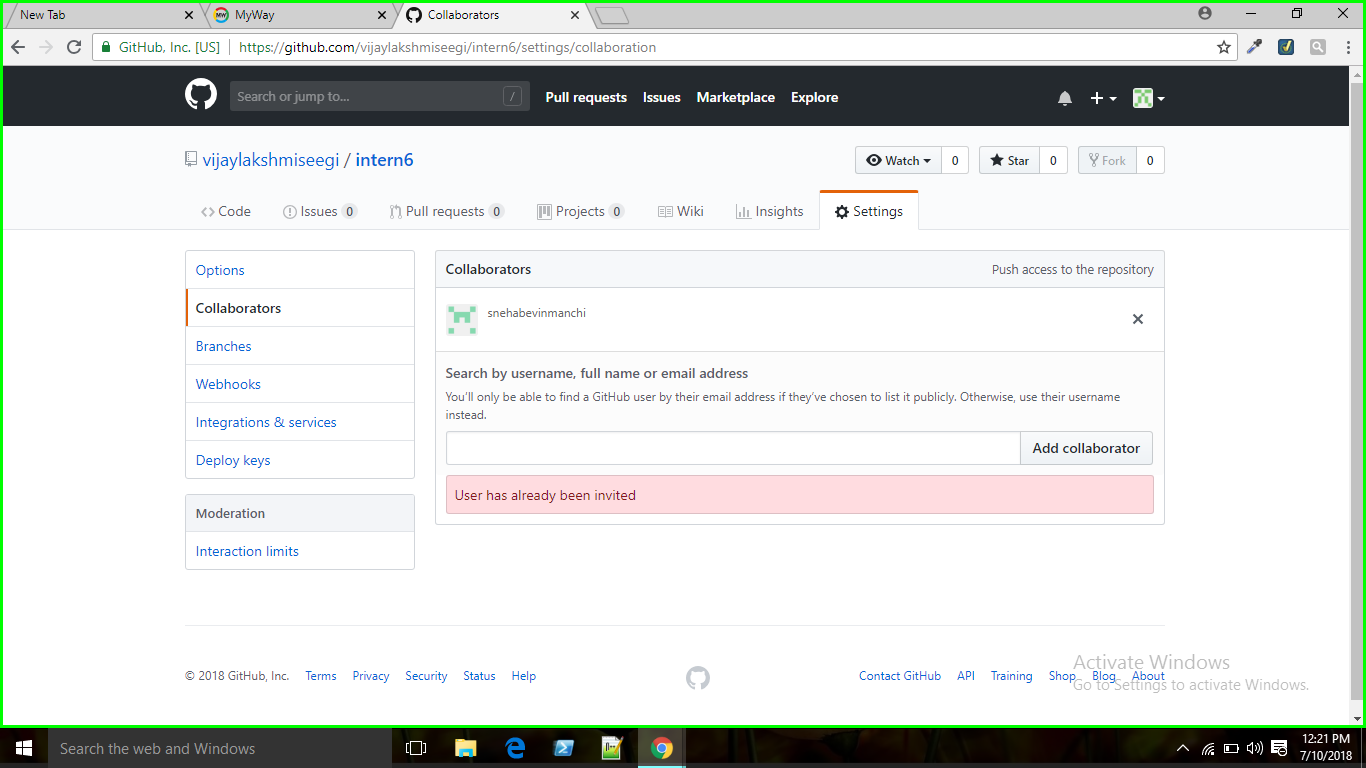 New Tab
MyWay
Collaborators
GitHub, Inc. [US]
https://github.com/vijaylakshmiseegi/intern6/settings/collaboration
Search or jump to...
/
Pull requests
Issues
Marketplace
Explore
vijaylakshmiseegi / intern6
Watch
0
Star
0
Fork
0
Code
Issues 0
Pull requests 0
Projects 0
Wiki
Insights
Settings
Options
Collaborators
Branches
Webhooks
Integrations & services
Deploy keys
Moderation
Interaction limits
Collaborators
Push access to the repository
snehabevinmanchi
Search by username, full name or email address
You'll only be able to find a GitHub user by their email address if they've chosen to list it publicly. Otherwise, use their username
instead.
Add collaborator
User has already been invited
© 2018 GitHub, Inc.
Terms
Privacy
Security
Status
Help
Contact GitHub
API
Training
Shop
Blog
About
Activate Windows
Go to Settings to activate Windows.
Search the web and Windows
12:21 PM
7/10/2018